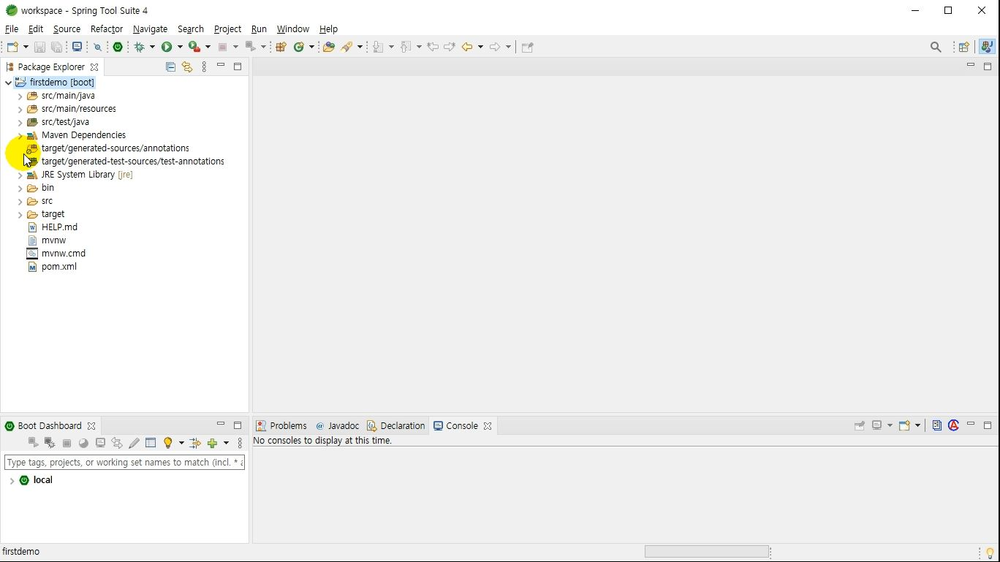 workspace - Spring Tool Suite 4
File Edit Source Refactor Navigate Search Project Run Window Help
Package Explorer
firstdemo [boot]
src/main/java
src/main/resources
src/test/java
Maven Dependencies
target/generated-sources/annotations
target/generated-test-sources/test-annotations
JRE System Library [jre]
bin
src
target
HELP.md
mvnw
mvnw.cmd
pom.xml
Boot Dashboard
Type tags, projects, or working set names to match (incl. *
local
Problems Javadoc Declaration Console
No consoles to display at this time.
firstdemo